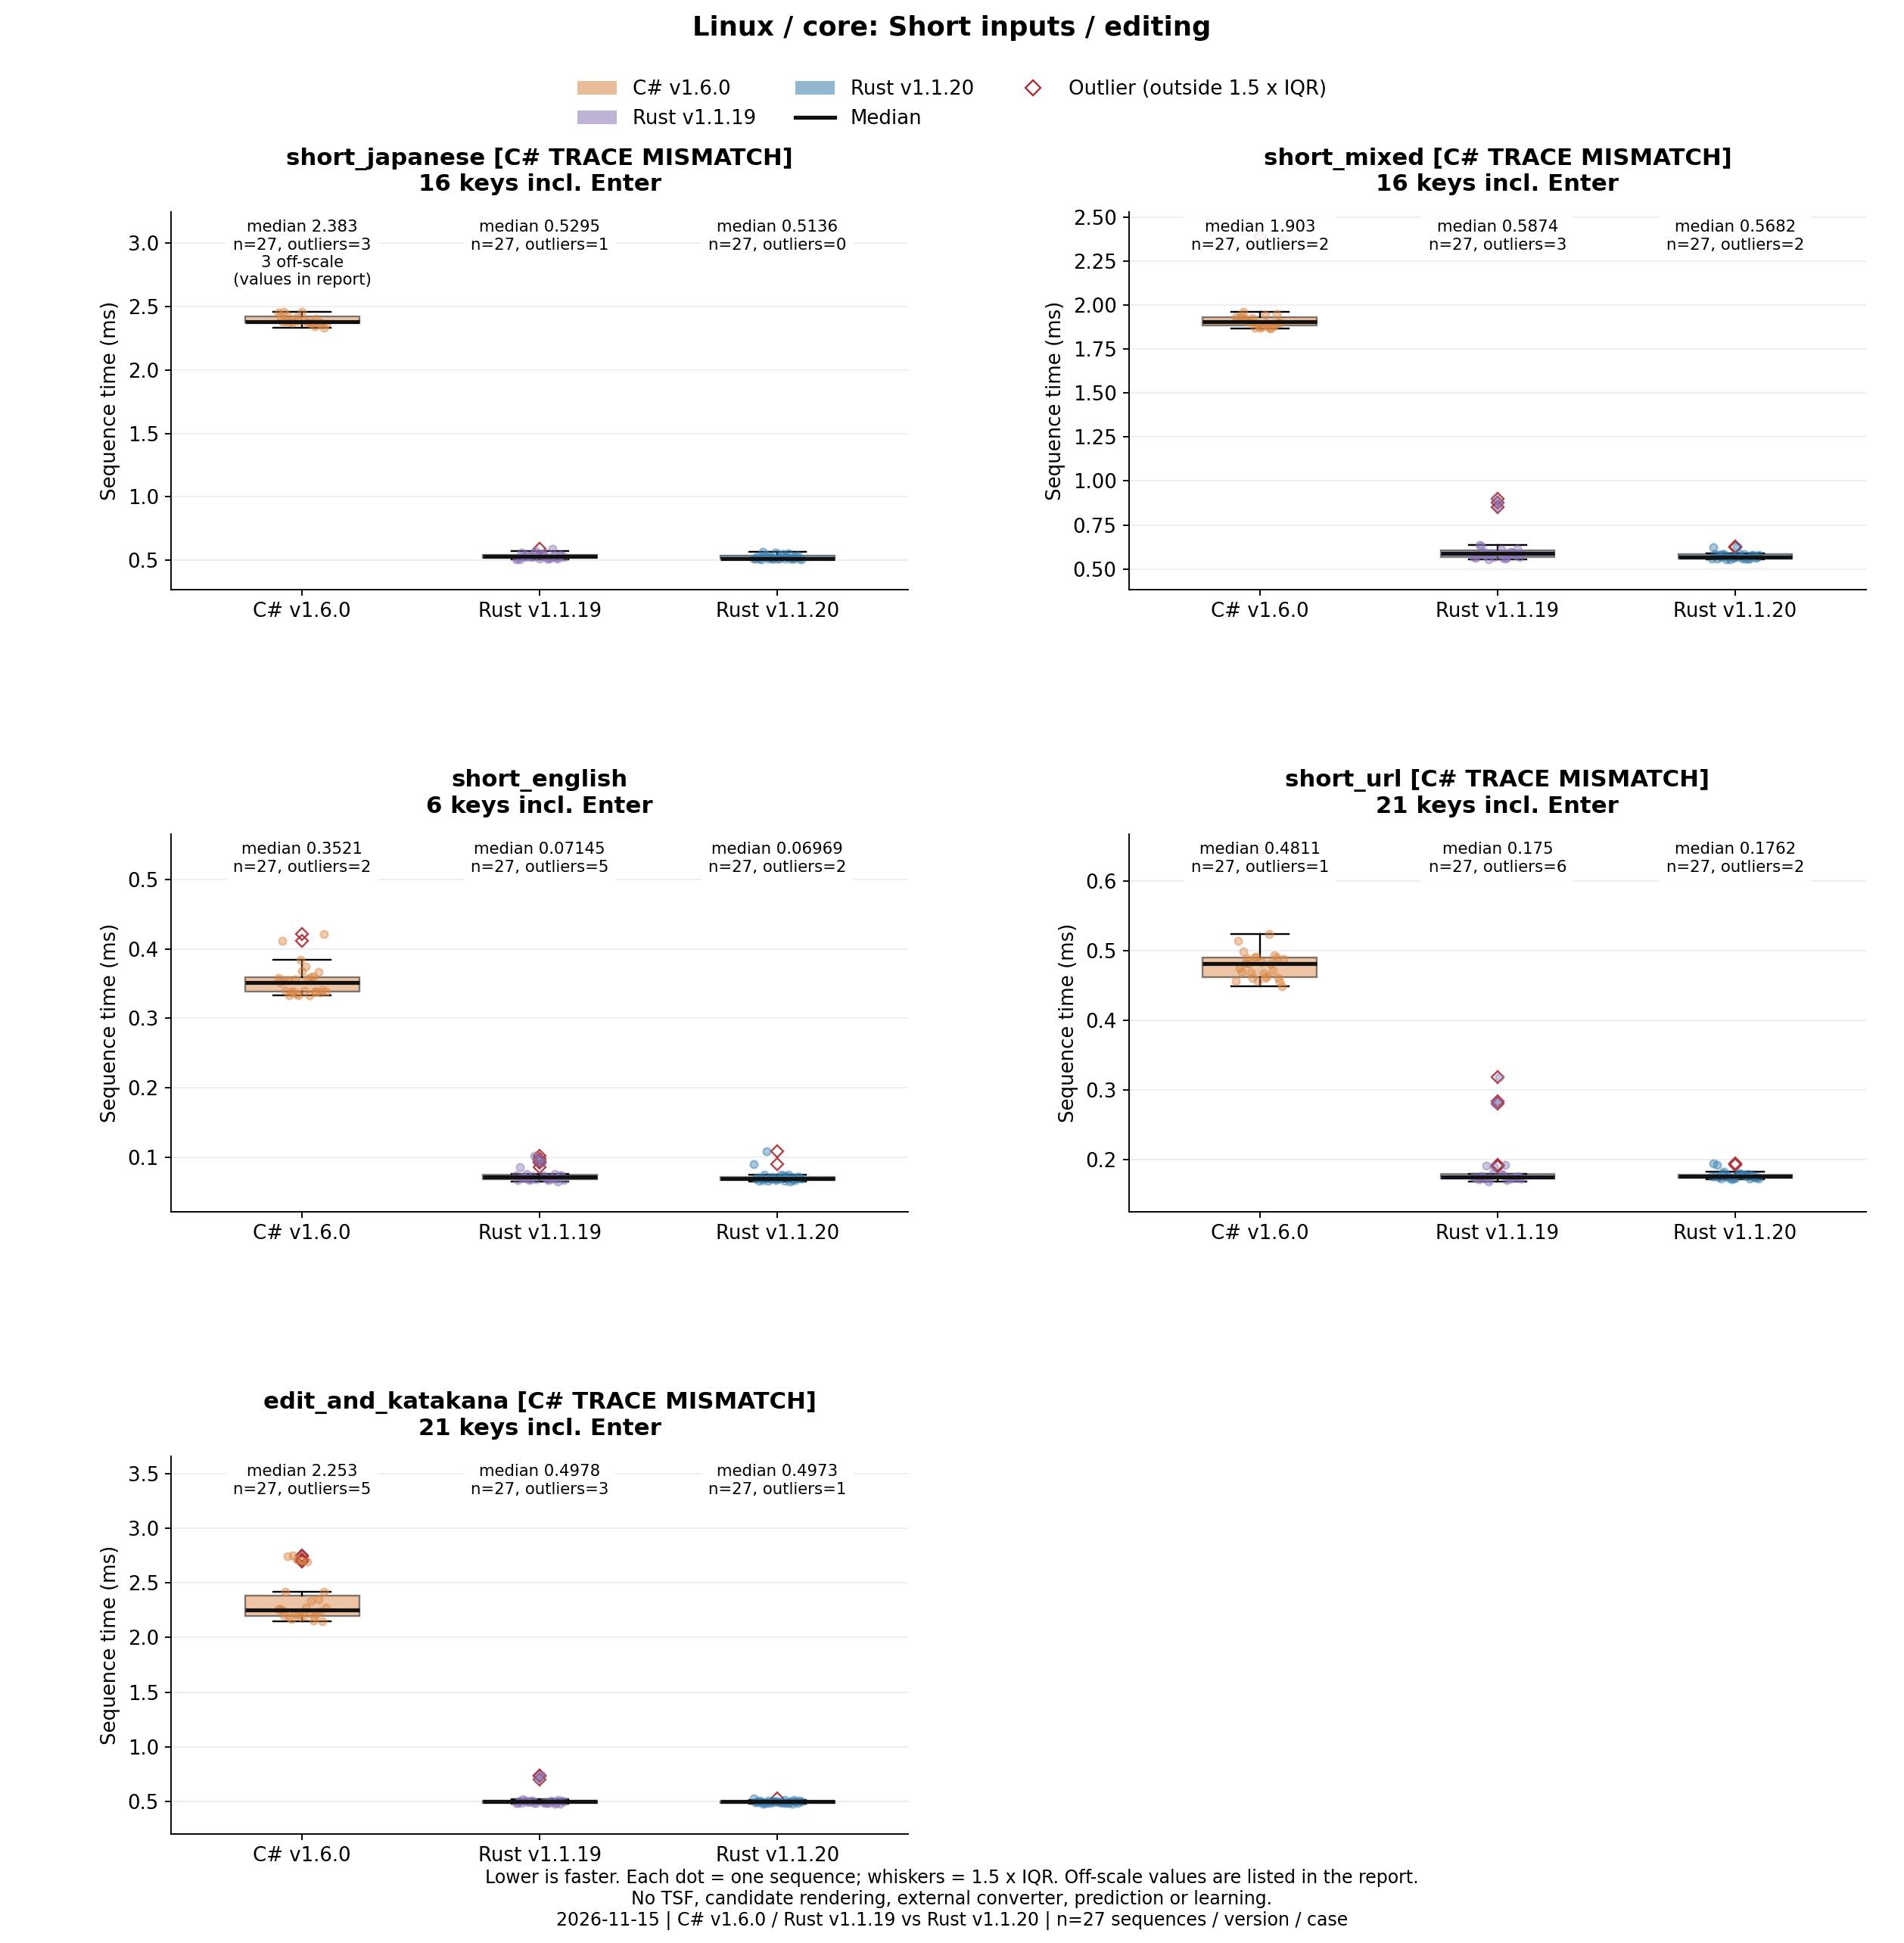 Linux / core: Short inputs / editing
C# v1.6.0
Rust v1.1.19
Rust v1.1.20
Median
Outlier (outside 1.5 x IQR)
short_japanese [C# TRACE MISMATCH]
16 keys incl. Enter
Sequence time (ms)
3.0
2.5
2.0
1.5
1.0
0.5
median 2.383
n=27, outliers=3
3 off-scale
(values in report)
median 0.5295
n=27, outliers=1
median 0.5136
n=27, outliers=0
C# v1.6.0
Rust v1.1.19
Rust v1.1.20
short_mixed [C# TRACE MISMATCH]
16 keys incl. Enter
Sequence time (ms)
2.50
2.25
2.00
1.75
1.50
1.25
1.00
0.75
0.50
median 1.903
n=27, outliers=2
median 0.5874
n=27, outliers=3
median 0.5682
n=27, outliers=2
C# v1.6.0
Rust v1.1.19
Rust v1.1.20
short_english
6 keys incl. Enter
Sequence time (ms)
0.5
0.4
0.3
0.2
0.1
median 0.3521
n=27, outliers=2
median 0.07145
n=27, outliers=5
median 0.06969
n=27, outliers=2
C# v1.6.0
Rust v1.1.19
Rust v1.1.20
short_url [C# TRACE MISMATCH]
21 keys incl. Enter
Sequence time (ms)
0.6
0.5
0.4
0.3
0.2
median 0.4811
n=27, outliers=1
median 0.175
n=27, outliers=6
median 0.1762
n=27, outliers=2
C# v1.6.0
Rust v1.1.19
Rust v1.1.20
edit_and_katakana [C# TRACE MISMATCH]
21 keys incl. Enter
Sequence time (ms)
3.5
3.0
2.5
2.0
1.5
1.0
0.5
median 2.253
n=27, outliers=5
median 0.4978
n=27, outliers=3
median 0.4973
n=27, outliers=1
C# v1.6.0
Rust v1.1.19
Rust v1.1.20
Lower is faster. Each dot = one sequence; whiskers = 1.5 x IQR. Off-scale values are listed in the report.
No TSF, candidate rendering, external converter, prediction or learning.
2026-11-15 | C# v1.6.0 / Rust v1.1.19 vs Rust v1.1.20 | n=27 sequences / version / case